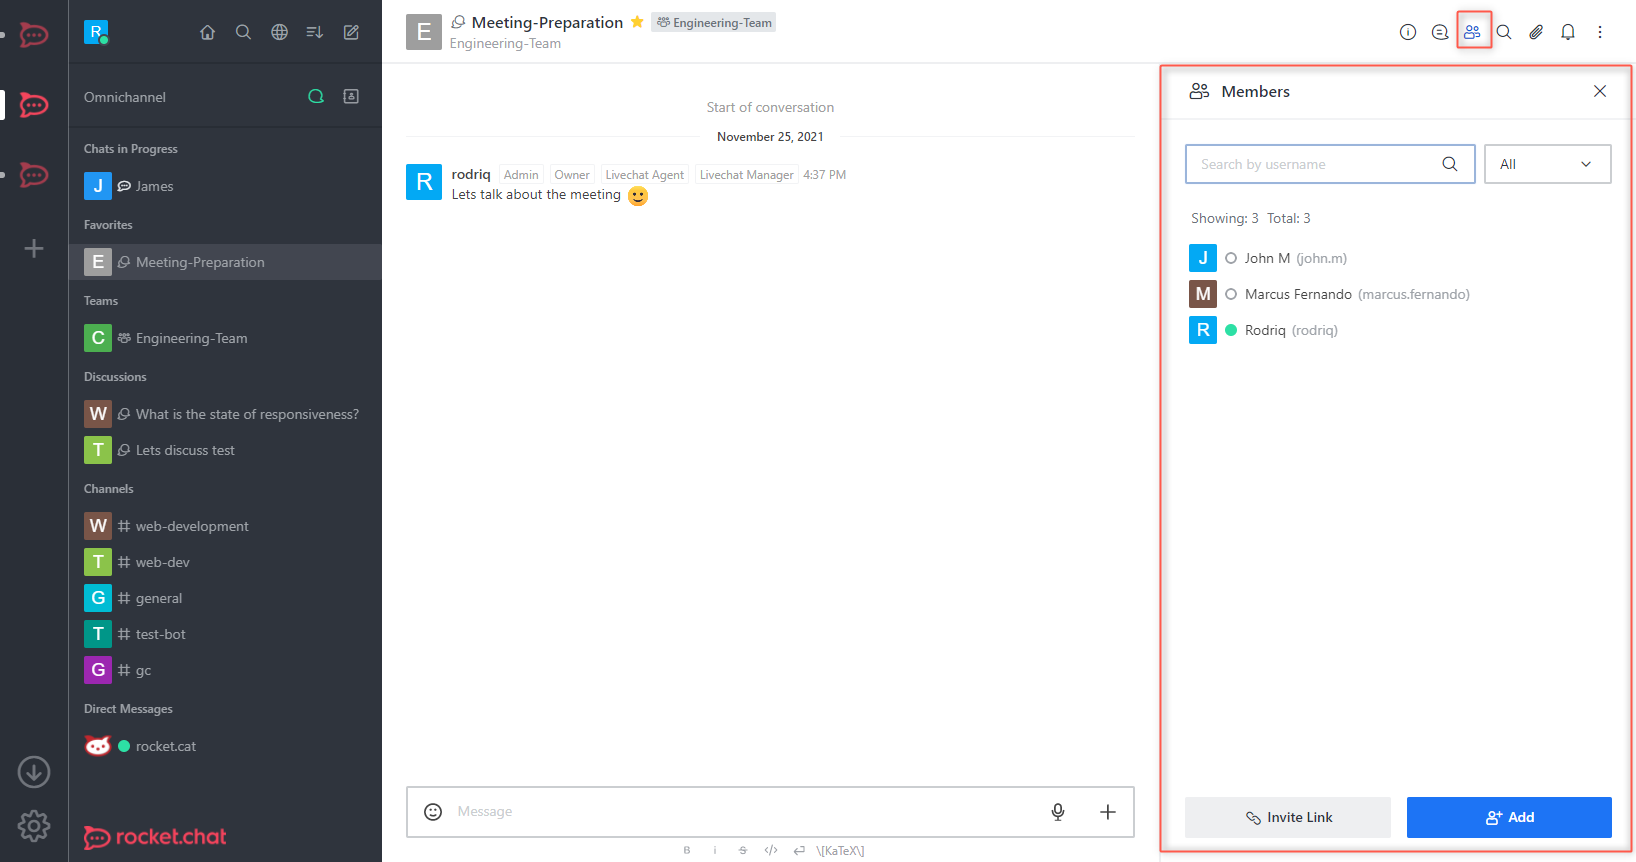 R
Omnichannel
Chats in Progress
J James
Favorites
E Meeting-Preparation
Teams
C Engineering-Team
Discussions
W What is the state of responsiveness?
T Lets discuss test
Channels
W # web-development
T # web-dev
G # general
T # test-bot
G # gc
Direct Messages
rocket.cat
rocket.chat
E Meeting-Preparation Engineering-Team
Engineering-Team
Start of conversation
November 25, 2021
R rodriq Admin Owner Livechat Agent Livechat Manager 4:37 PM
Lets talk about the meeting
Message
B i S </> \[KaTeX\]
Members
Search by username All
Showing: 3 Total: 3
J John M (john.m)
M Marcus Fernando (marcus.fernando)
R Rodriq (rodriq)
Invite Link Add